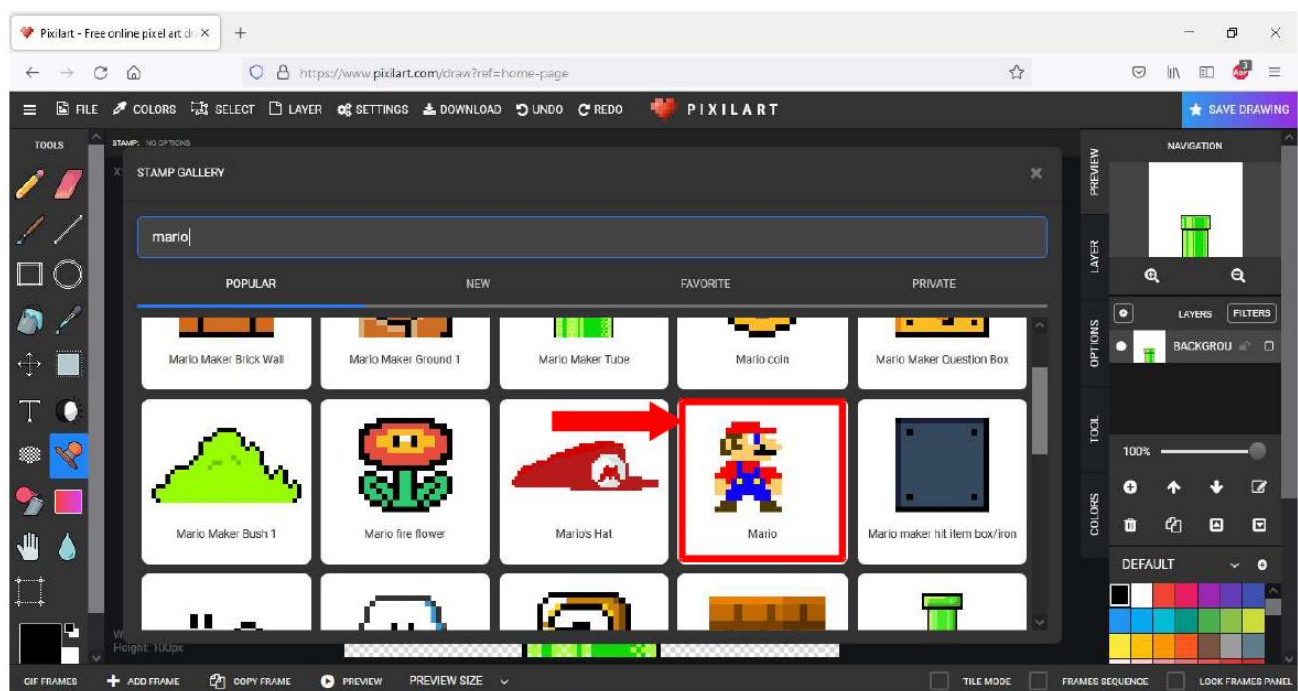 Pixilart - Free online pixel art dr
https://www.pixilart.com/draw?ref=home-page
3
ABP
FILE COLORS SELECT LAYER SETTINGS DOWNLOAD UNDO REDO PIXILART SAVE DRAWING
TOOLS
STAMP: NO OPTIONS
X:
STAMP GALLERY
mario
POPULAR NEW FAVORITE PRIVATE
Mario Maker Brick Wall Mario Maker Ground 1 Mario Maker Tube Mario coin Mario Maker Question Box
Mario Maker Bush 1 Mario fire flower Mario's Hat Mario Mario maker hit item box/iron
Height: 100px
PREVIEW
LAYER
OPTIONS
TOOL
COLORS
NAVIGATION
LAYERS FILTERS
BACKGROU
100%
DEFAULT
GIF FRAMES ADD FRAME COPY FRAME PREVIEW PREVIEW SIZE TILE MODE FRAMES SEQUENCE LOCK FRAMES PANEL